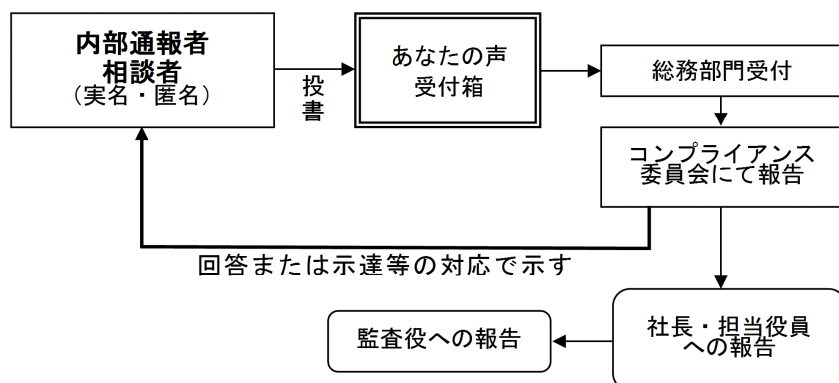 内部通報者
相談者
（実名・匿名）
投書
あなたの声
受付箱
総務部門受付
コンプライアンス
委員会にて報告
回答または示達等の対応で示す
社長・担当役員
への報告
監査役への報告